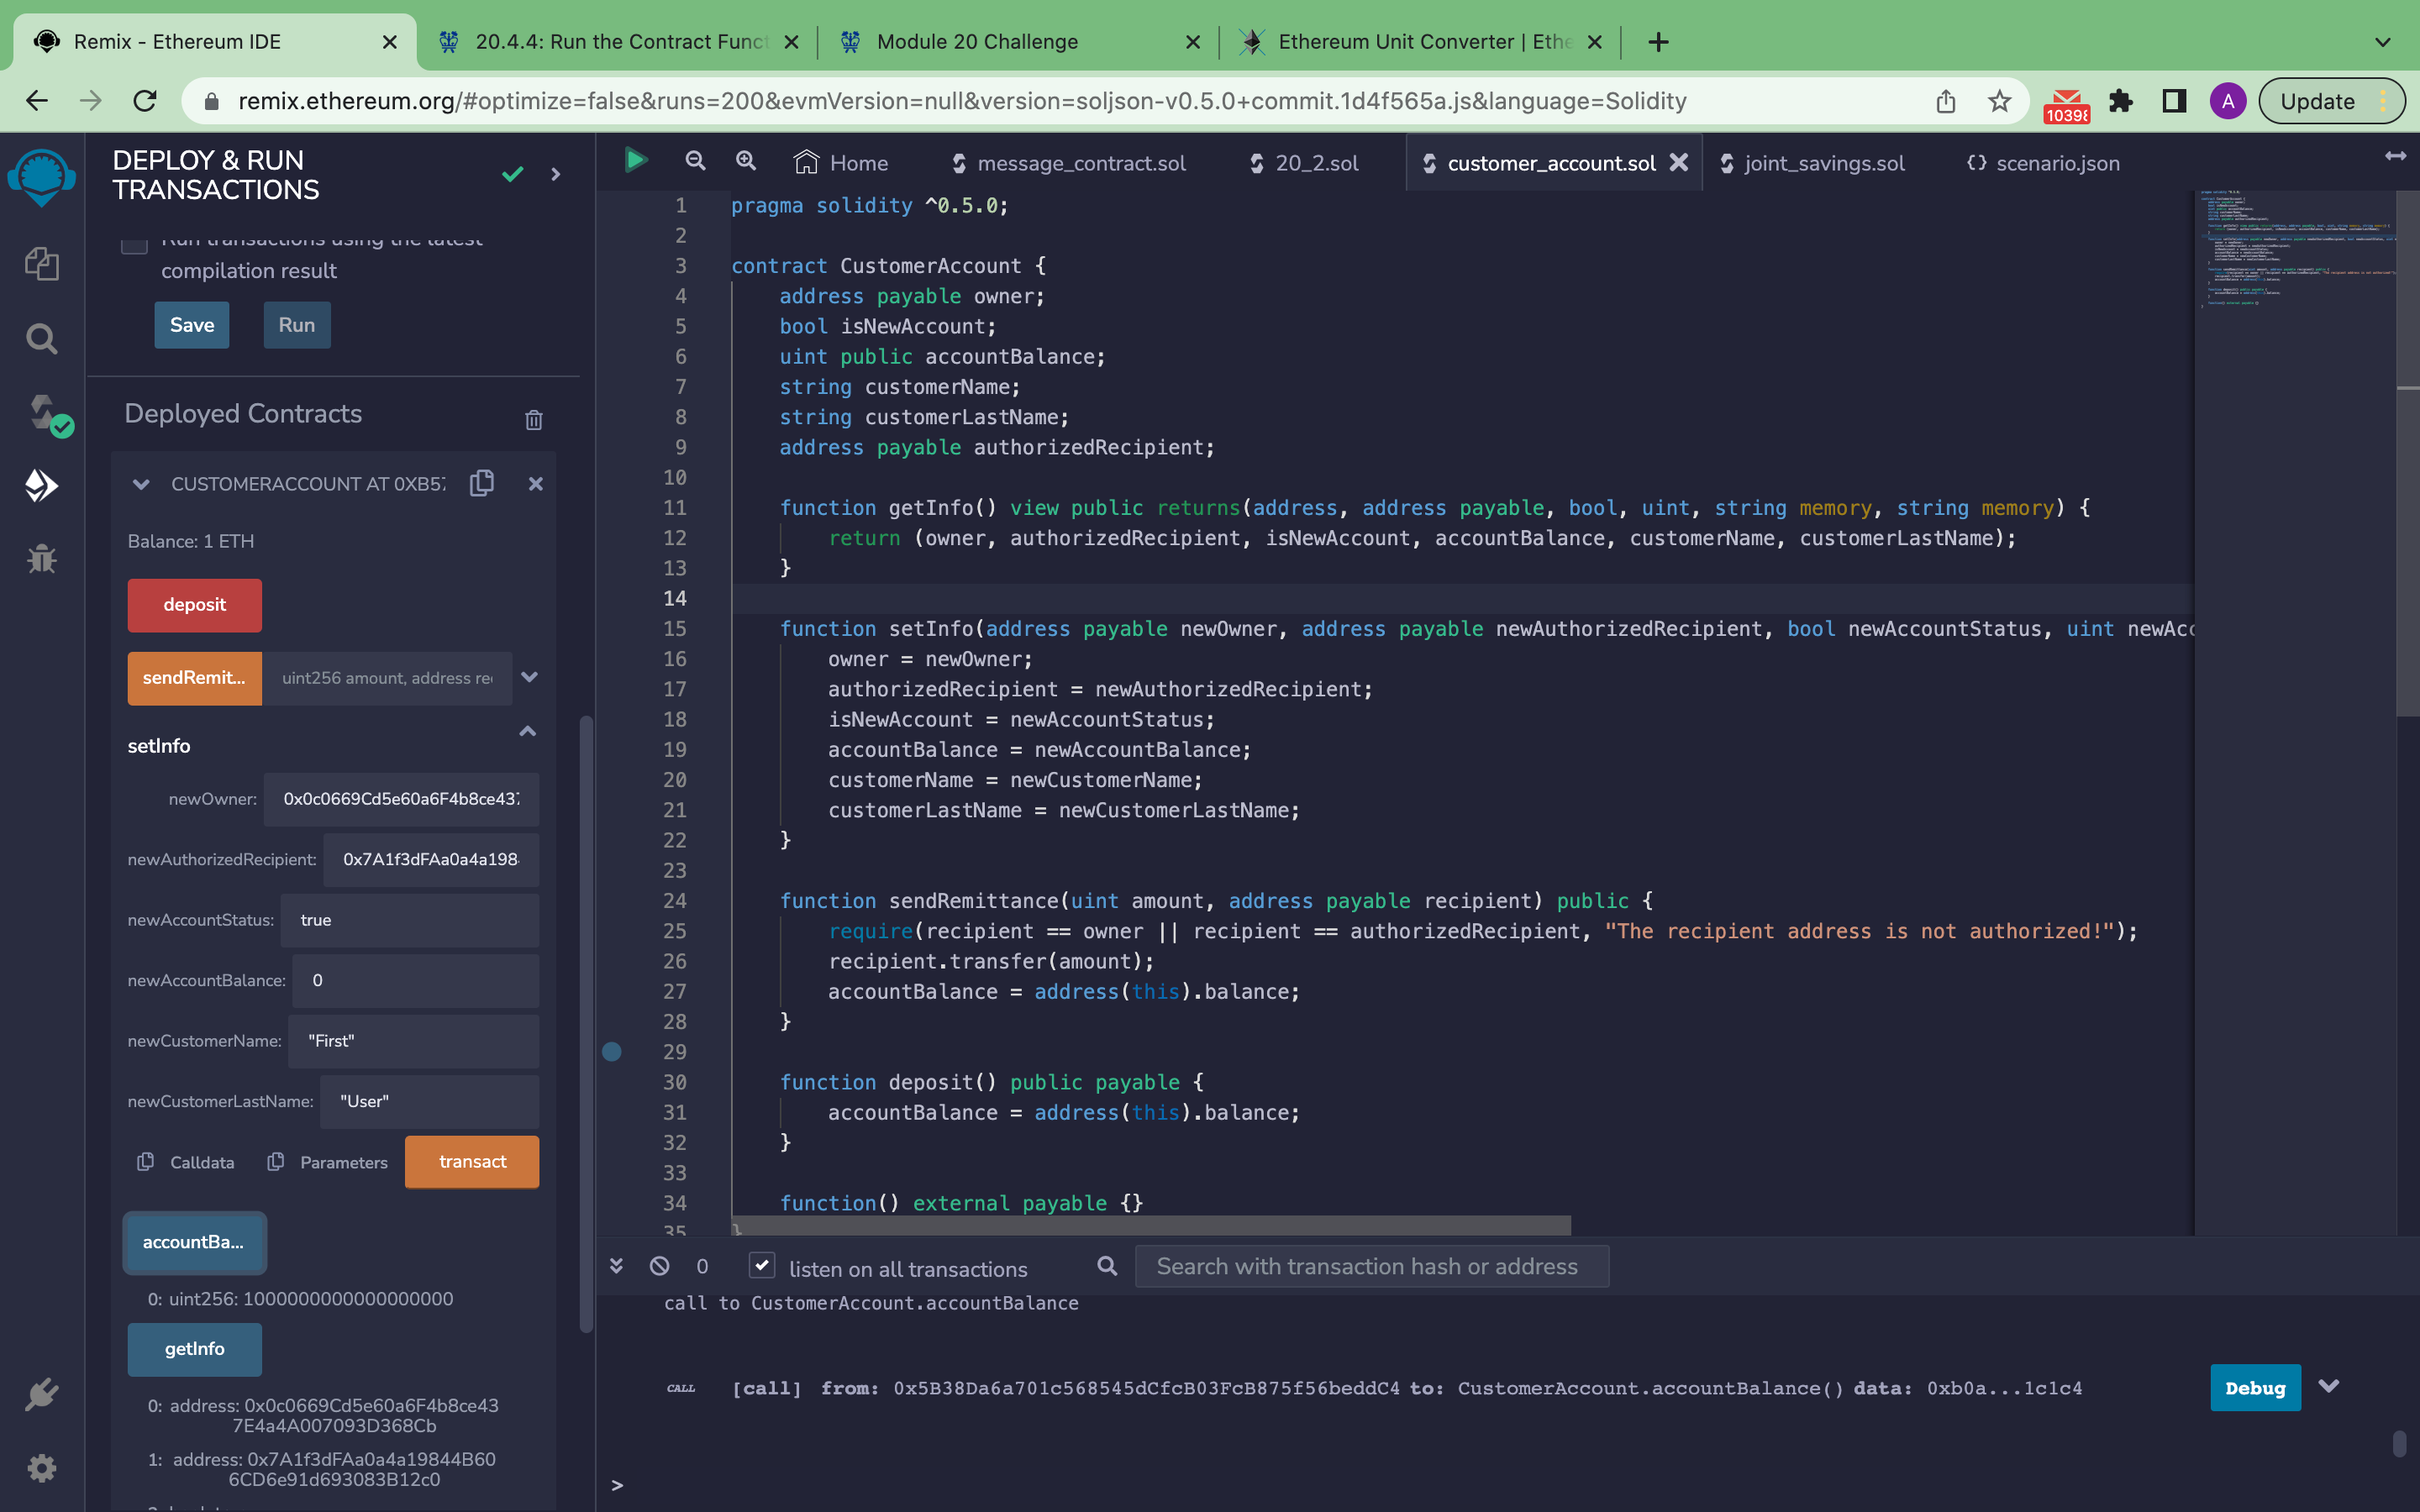 Remix - Ethereum IDE
20.4.4: Run the Contract Funct
Module 20 Challenge
Ethereum Unit Converter | Ethe
remix.ethereum.org/#optimize=false&runs=200&evmVersion=null&version=soljson-v0.5.0+commit.1d4f565a.js&language=Solidity
10398
A
Update
DEPLOY & RUN
TRANSACTIONS
Run transactions using the latest
compilation result
Save
Run
Deployed Contracts
CUSTOMERACCOUNT AT 0XB57
Balance: 1 ETH
deposit
sendRemit...
uint256 amount, address rec
setInfo
newOwner: 0x0c0669Cd5e60a6F4b8ce437
newAuthorizedRecipient: 0x7A1f3dFAa0a4a1984
newAccountStatus: true
newAccountBalance: 0
newCustomerName: "First"
newCustomerLastName: "User"
Calldata
Parameters
transact
accountBa...
0: uint256: 1000000000000000000
getInfo
0: address: 0x0c0669Cd5e60a6F4b8ce43
7E4a4A007093D368Cb
1: address: 0x7A1f3dFAa0a4a19844B60
6CD6e91d693083B12c0
Home
message_contract.sol
20_2.sol
customer_account.sol
joint_savings.sol
{} scenario.json
1 pragma solidity ^0.5.0;
2
3 contract CustomerAccount {
4 address payable owner;
5 bool isNewAccount;
6 uint public accountBalance;
7 string customerName;
8 string customerLastName;
9 address payable authorizedRecipient;
10
11 function getInfo() view public returns(address, address payable, bool, uint, string memory, string memory) {
12 return (owner, authorizedRecipient, isNewAccount, accountBalance, customerName, customerLastName);
13 }
14
15 function setInfo(address payable newOwner, address payable newAuthorizedRecipient, bool newAccountStatus, uint newAcc
16 owner = newOwner;
17 authorizedRecipient = newAuthorizedRecipient;
18 isNewAccount = newAccountStatus;
19 accountBalance = newAccountBalance;
20 customerName = newCustomerName;
21 customerLastName = newCustomerLastName;
22 }
23
24 function sendRemittance(uint amount, address payable recipient) public {
25 require(recipient == owner || recipient == authorizedRecipient, "The recipient address is not authorized!");
26 recipient.transfer(amount);
27 accountBalance = address(this).balance;
28 }
29
30 function deposit() public payable {
31 accountBalance = address(this).balance;
32 }
33
34 function() external payable {}
35 }
0
listen on all transactions
Search with transaction hash or address
call to CustomerAccount.accountBalance
CALL [call] from: 0x5B38Da6a701c568545dCfcB03FcB875f56beddC4 to: CustomerAccount.accountBalance() data: 0xb0a...1c1c4
Debug
>